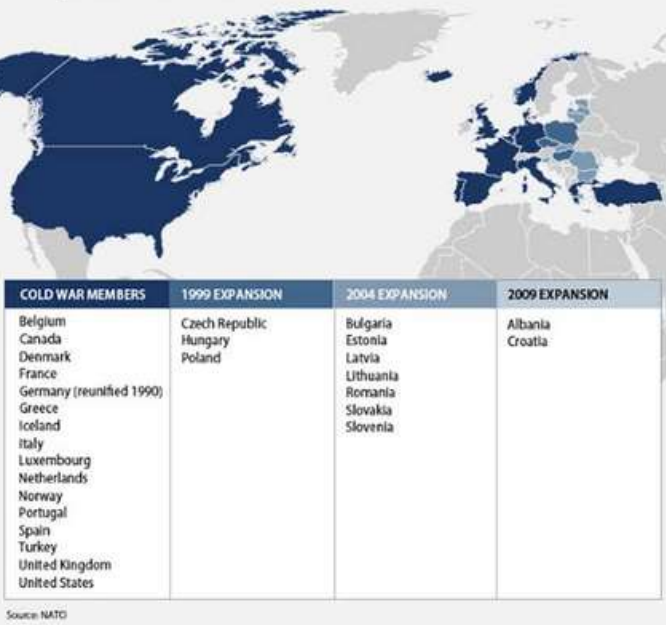 COLD WAR MEMBERS
Belgium
Canada
Denmark
France
Germany (reunified 1990)
Greece
Iceland
Italy
Luxembourg
Netherlands
Norway
Portugal
Spain
Turkey
United Kingdom
United States
1999 EXPANSION
Czech Republic
Hungary
Poland
2004 EXPANSION
Bulgaria
Estonia
Latvia
Lithuania
Romania
Slovakia
Slovenia
2009 EXPANSION
Albania
Croatia
Source: NATO